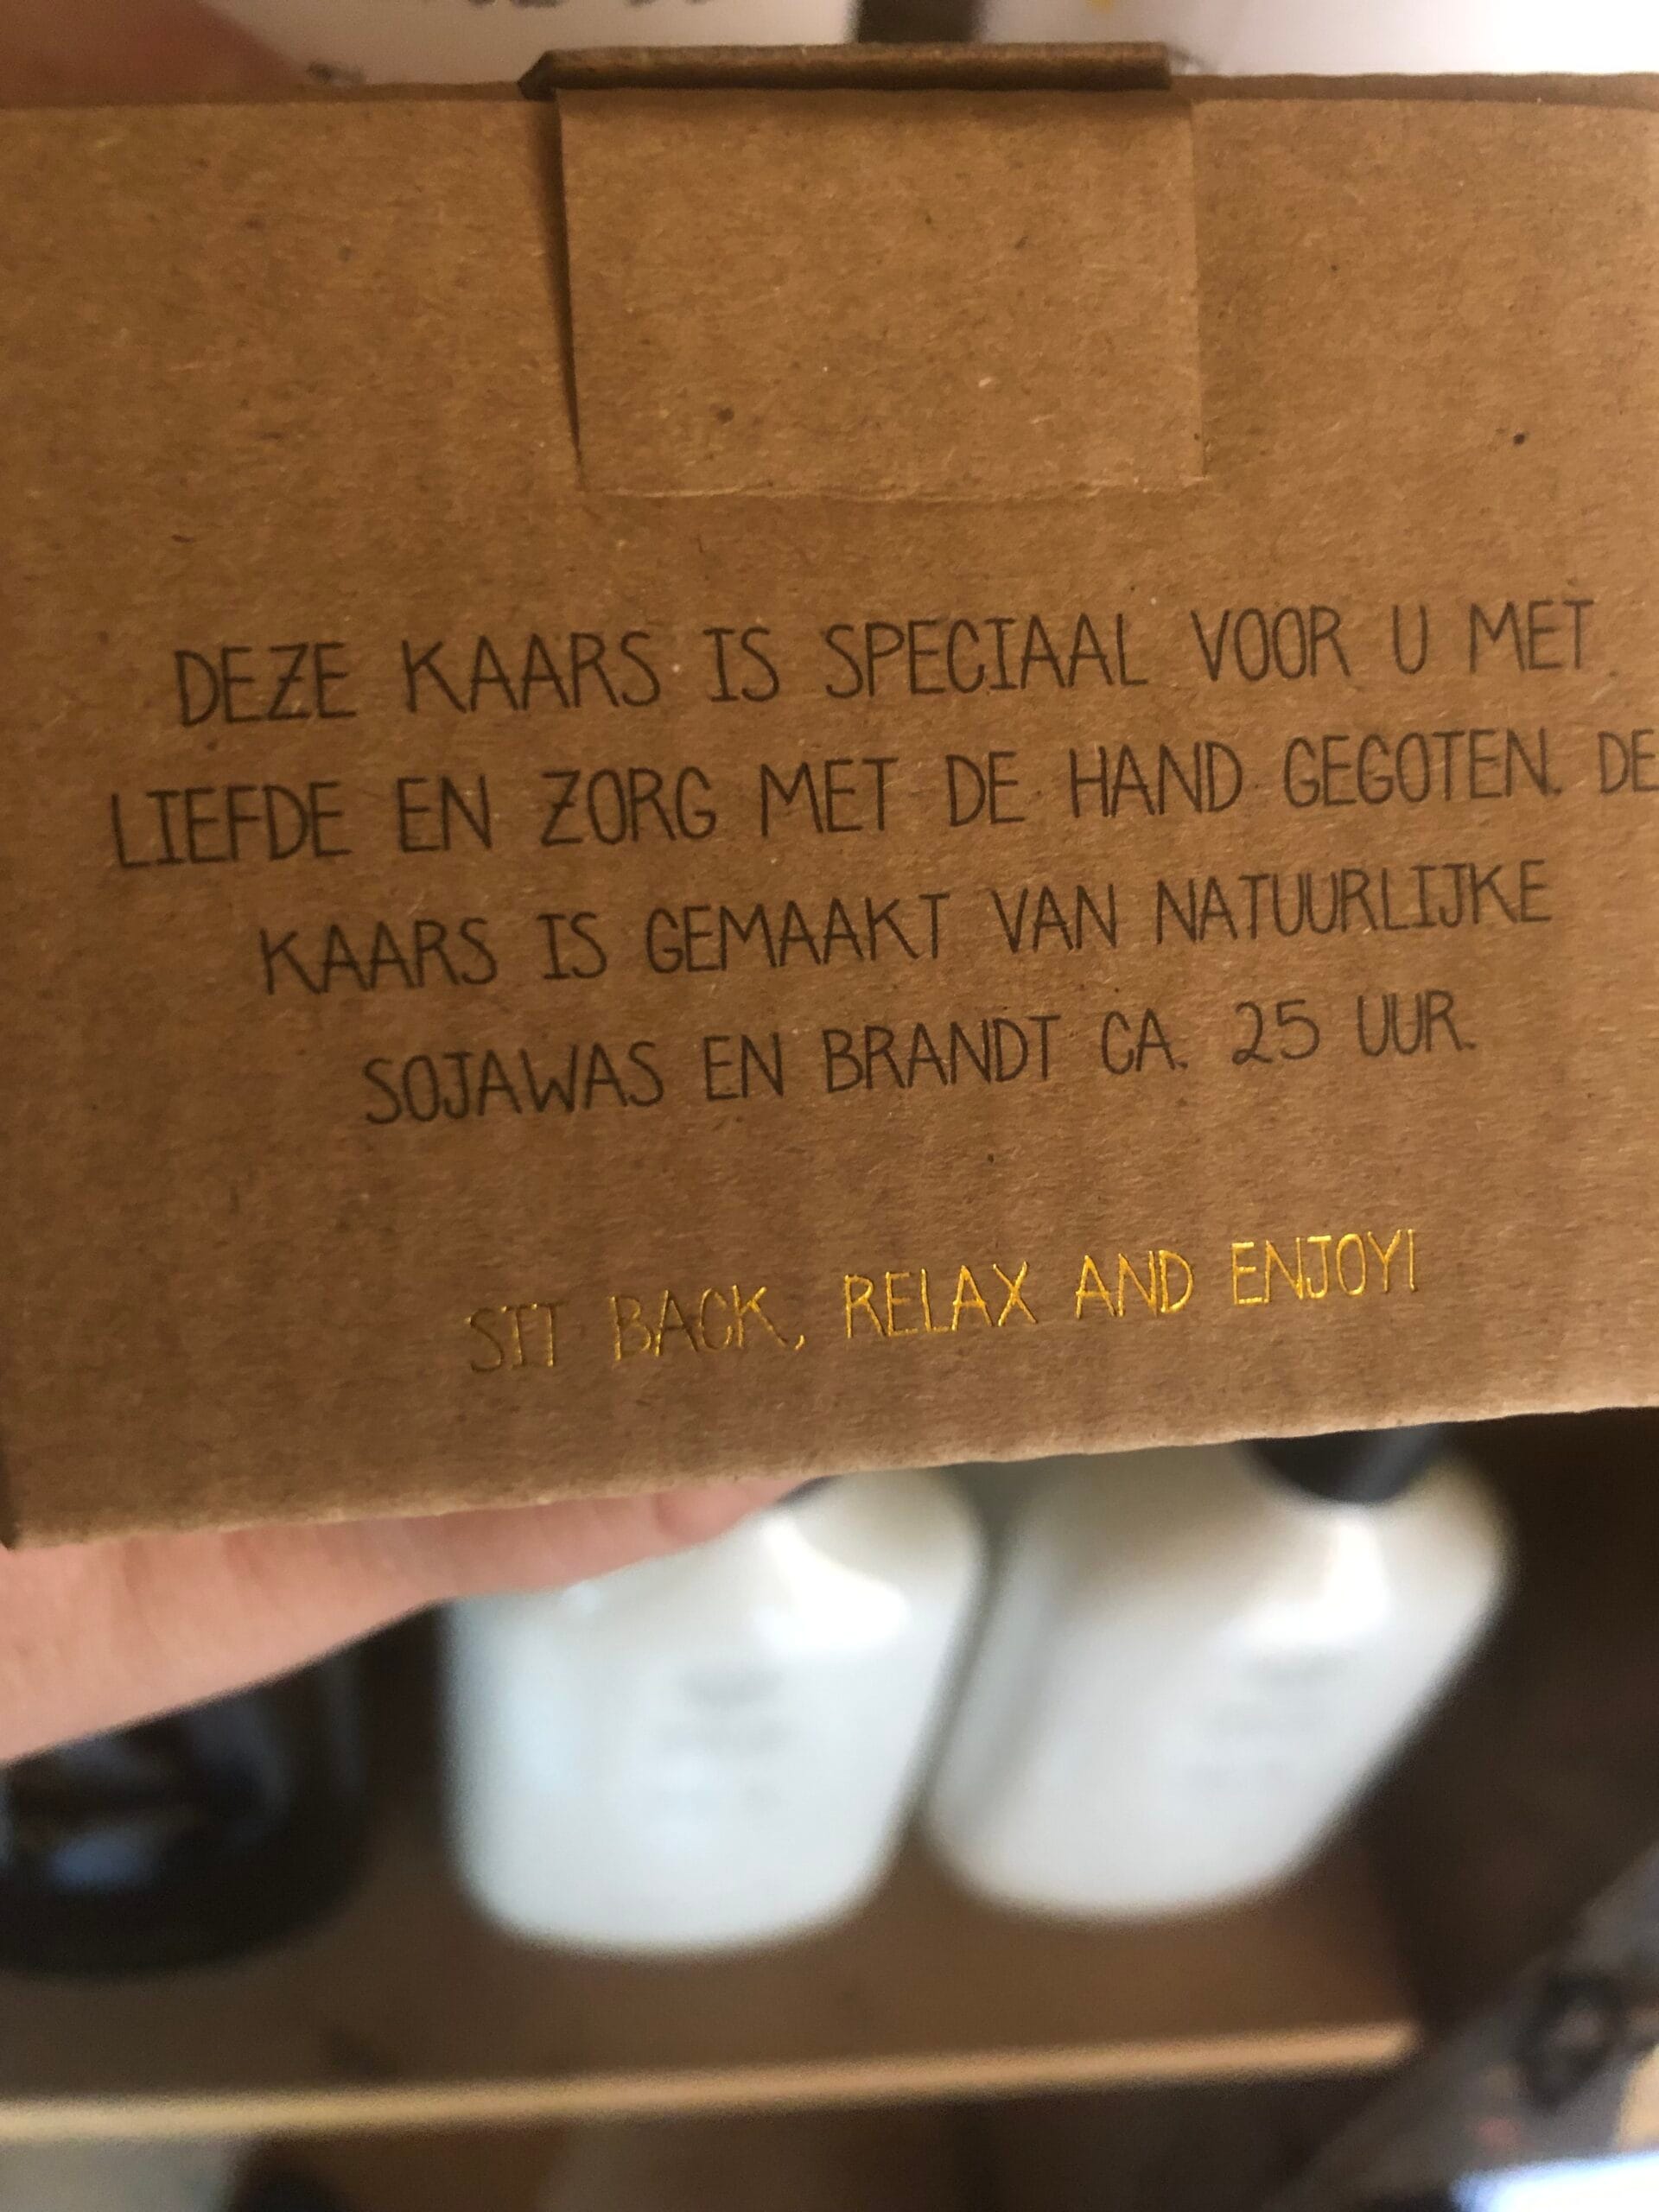 DEZE KAARS IS SPECIAAL VOOR U MET
LIEFDE EN ZORG MET DE HAND GEGOTEN. DE
KAARS IS GEMAAKT VAN NATUURLIJKE
SOJAWAS EN BRANDT CA. 25 UUR.
SIT BACK, RELAX AND ENJOY!